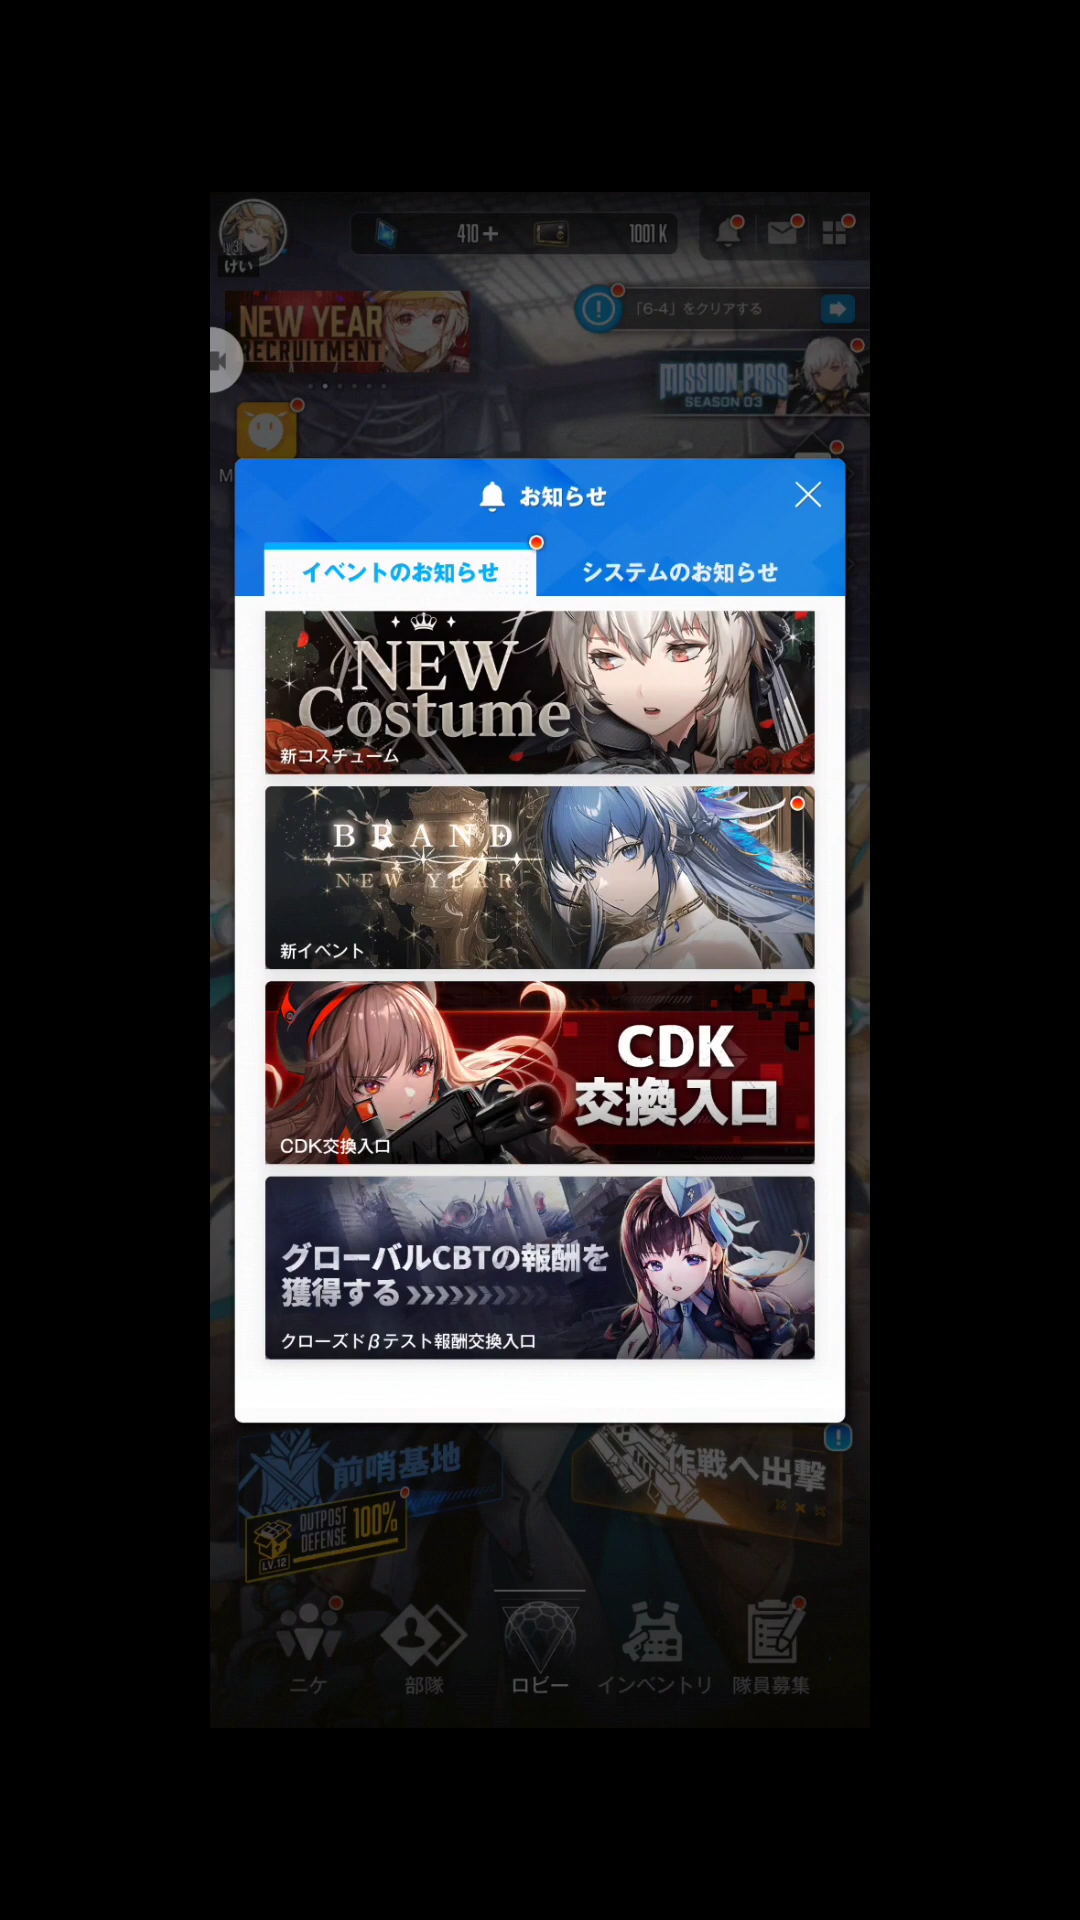 410+
1001 K
けい
「6-4」をクリアする
NEW YEAR
RECRUITMENT
MISSION PASS
SEASON 03
M
お知らせ
イベントのお知らせ
システムのお知らせ
NEW
Costume
新コスチューム
BRAND
NEW YEAR
新イベント
CDK
交換入口
CDK交換入口
グローバルCBTの報酬を
獲得する
クローズドβテスト報酬交換入口
前哨基地
作戦へ出撃
OUTPOST
DEFENSE 100%
LV.12
ニケ
部隊
ロビー
インベントリ
隊員募集